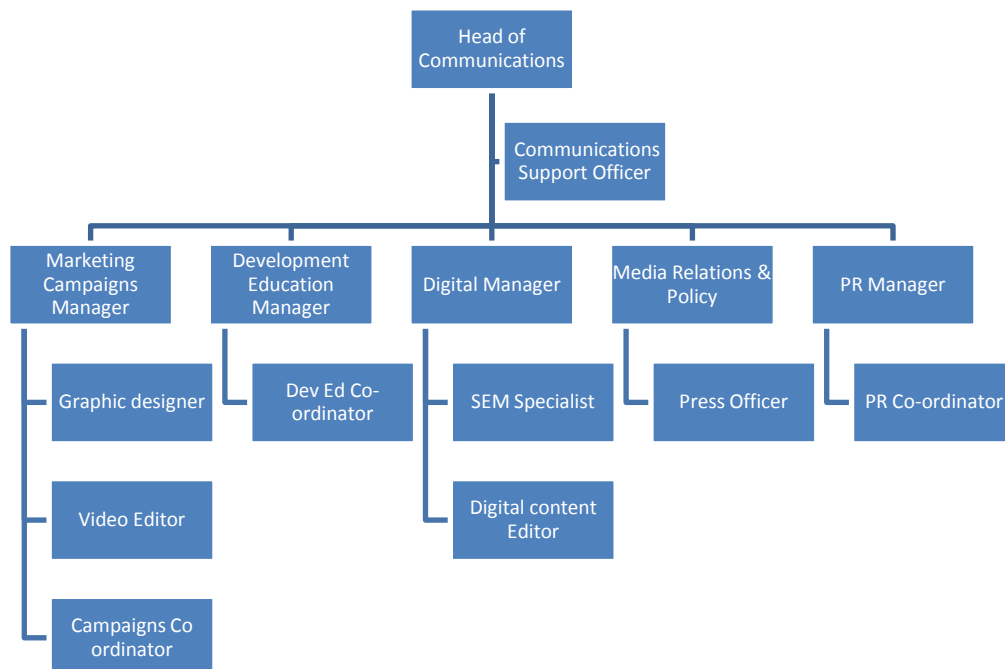 Head of
Communications
Communications
Support Officer
Marketing
Campaigns
Manager
Development
Education
Manager
Digital Manager
Media Relations &
Policy
PR Manager
Graphic designer
Dev Ed Co-
ordinator
SEM Specialist
Press Officer
PR Co-ordinator
Video Editor
Digital content
Editor
Campaigns Co
ordinator